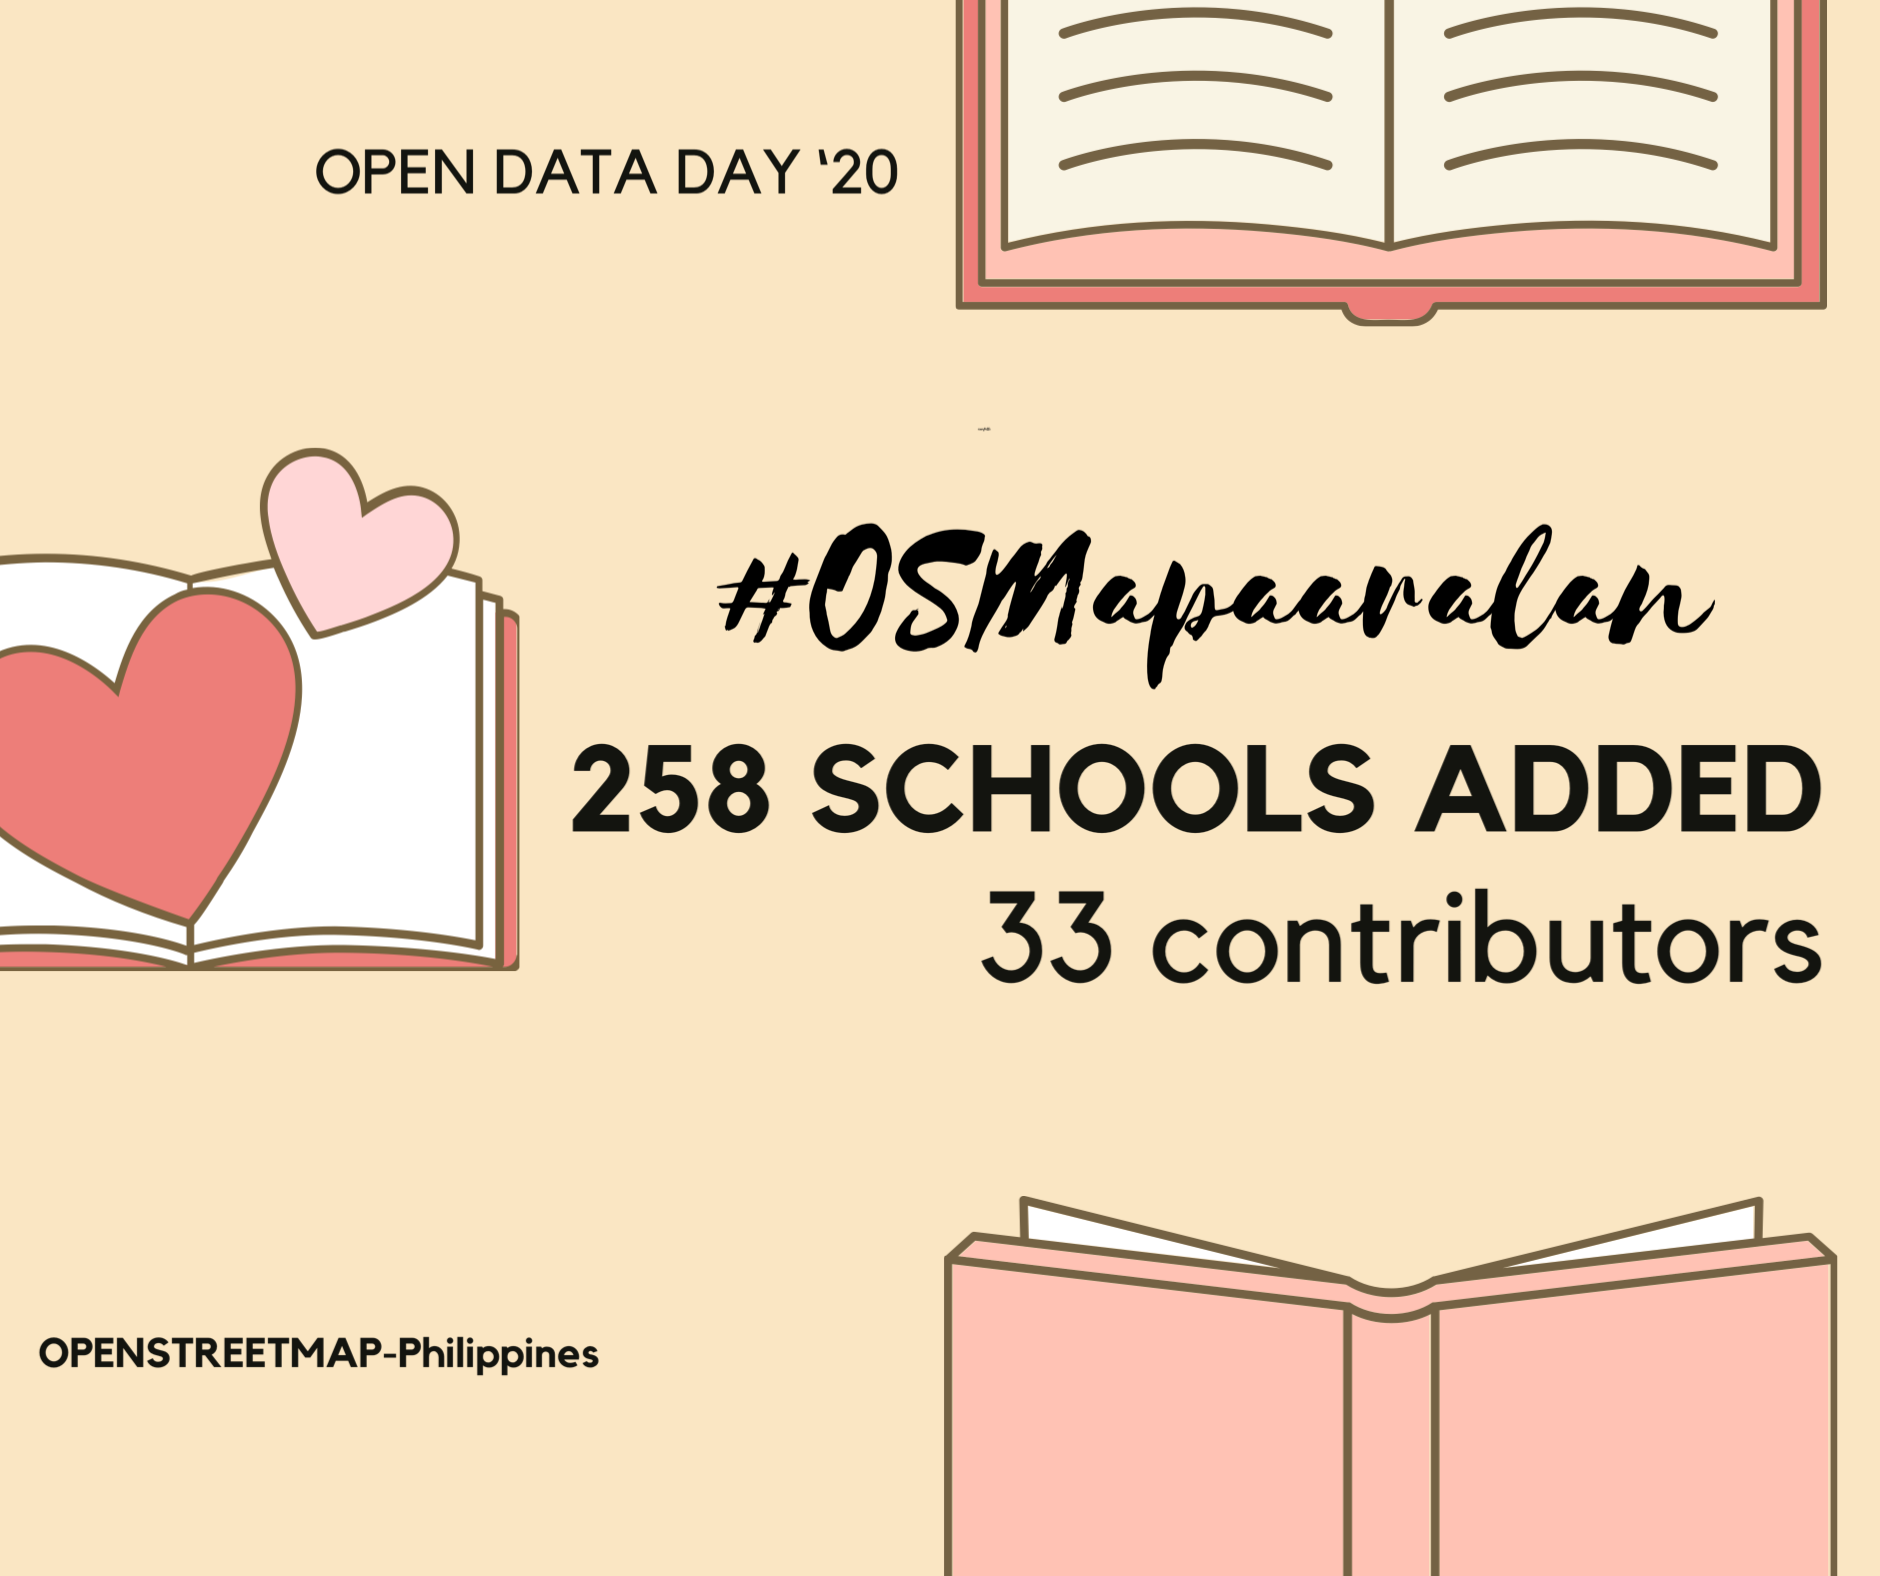 OPEN DATA DAY ‘20
#OSMapaaralan
258 SCHOOLS ADDED
33 contributors
OPENSTREETMAP-Philippines